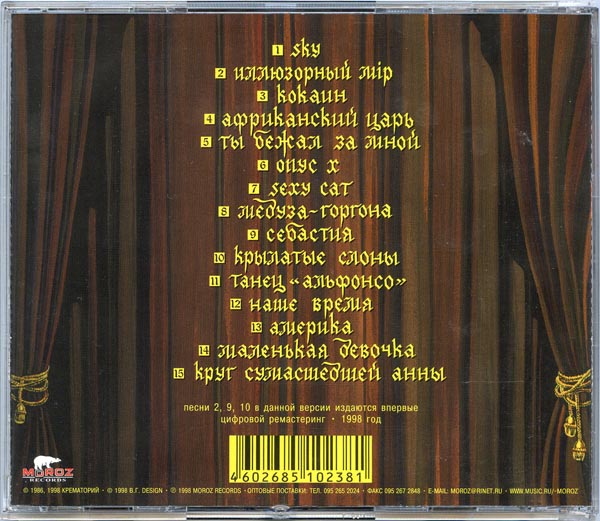 1 Sky
2 Иллюзорный мiр
3 Кокаин
4 Африканский царь
5 Ты бежал за мной
6 Опус X
7 Sexy Cat
8 Медуза-Горгона
9 Себастия
10 Крылатые слоны
11 Танец «Альфонсо»
12 Наше время
13 Америка
14 Маленькая девочка
15 Круг сумасшедшей Анны
песни 2, 9, 10 в данной версии издаются впервые
цифровой ремастеринг • 1998 год
4 602685 102381
MOROZ
RECORDS
© 1986, 1998 КРЕМАТОРИЙ • © 1998 В.Г. DESIGN • ℗ 1998 MOROZ RECORDS • ОПТОВЫЕ ПОСТАВКИ: ТЕЛ. 095 265 2024 • ФАКС 095 267 2848 • E-MAIL: MOROZ@RINET.RU • WWW.MUSIC.RU/~MOROZ